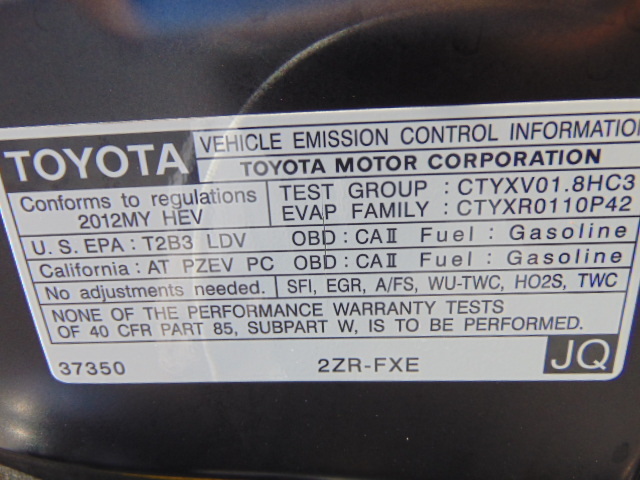 TOYOTA
VEHICLE EMISSION CONTROL INFORMATION
TOYOTA MOTOR CORPORATION
Conforms to regulations
2012MY HEV
TEST GROUP : CTYXV01.8HC3
EVAP FAMILY : CTYXR0110P42
U.S. EPA : T2B3 LDV OBD : CAII Fuel : Gasoline
California : AT PZEV PC OBD : CAII Fuel : Gasoline
No adjustments needed. SFI, EGR, A/FS, WU-TWC, HO2S, TWC
NONE OF THE PERFORMANCE WARRANTY TESTS
OF 40 CFR PART 85, SUBPART W, IS TO BE PERFORMED.
37350 2ZR-FXE JQ